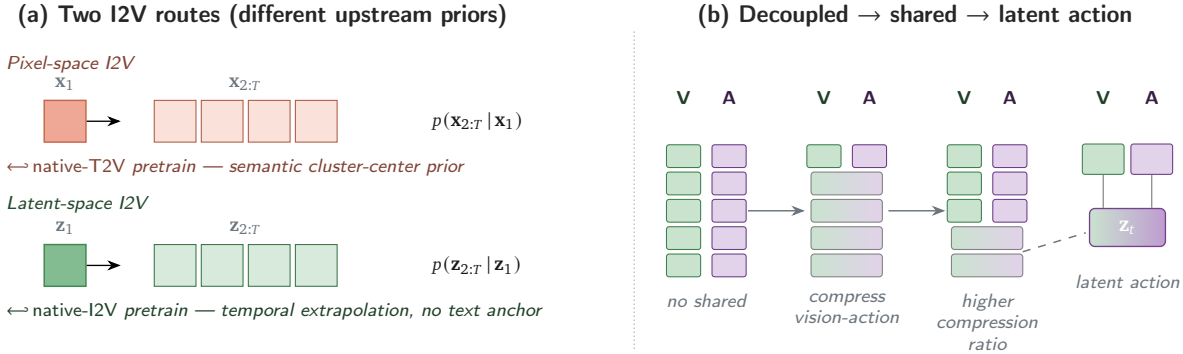 (a) Two I2V routes (different upstream priors)
Pixel-space I2V
x₁ x₂:T
p(x₂:T | x₁)
↩ native-T2V pretrain — semantic cluster-center prior
Latent-space I2V
z₁ z₂:T
p(z₂:T | z₁)
↩ native-I2V pretrain — temporal extrapolation, no text anchor
(b) Decoupled → shared → latent action
V A V A V A V A
zₜ
no shared
compress
vision-action
higher
compression
ratio
latent action